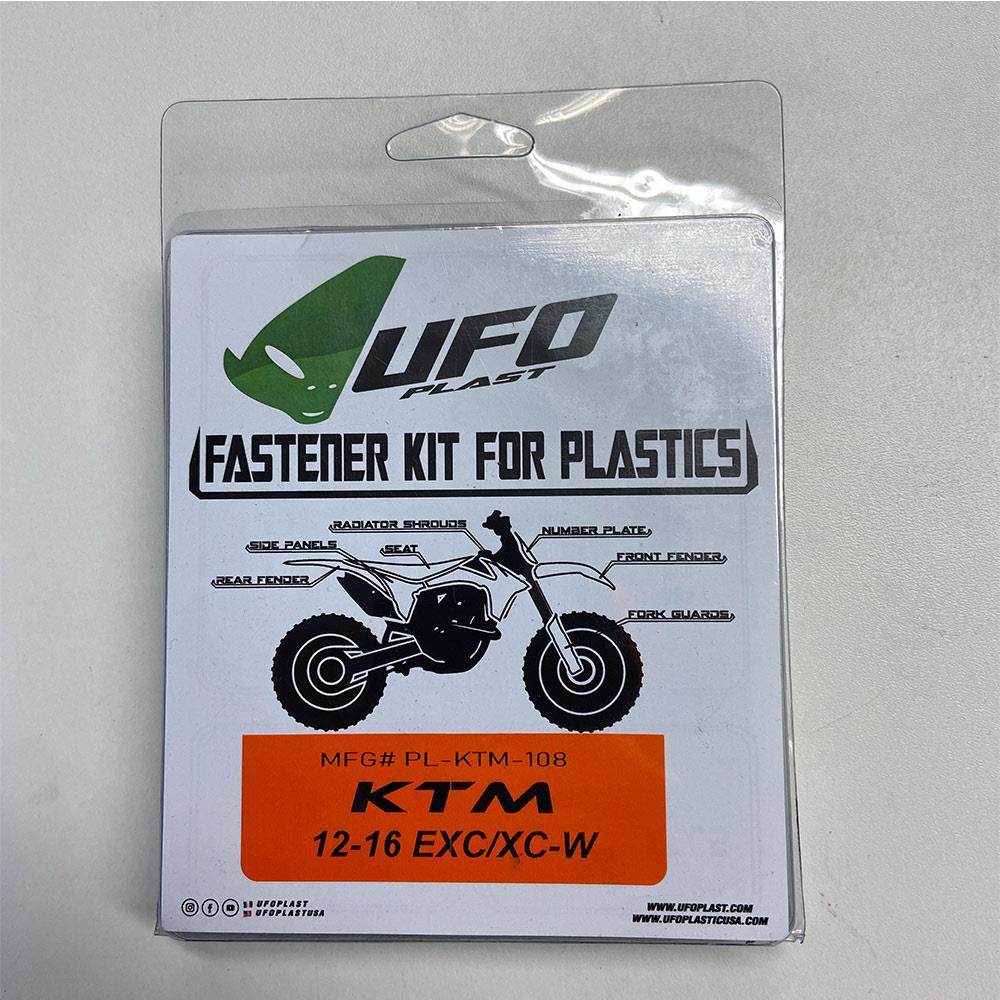 UFO
PLAST
FASTENER KIT FOR PLASTICS
RADIATOR SHROUDS
NUMBER PLATE
SIDE PANELS
SEAT
FRONT FENDER
REAR FENDER
FORK GUARDS
MFG# PL-KTM-108
KTM
12-16 EXC/XC-W
UFOPLAST
UFOPLASTUSA
WWW.UFOPLAST.COM
WWW.UFOPLASTICUSA.COM